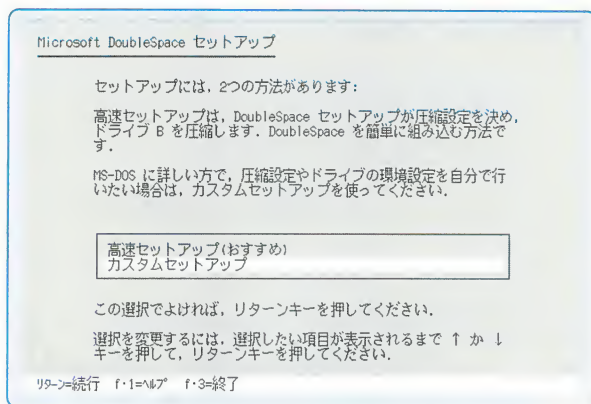 Microsoft DoubleSpace セットアップ
セットアップには, 2つの方法があります:
高速セットアップは, DoubleSpace セットアップが圧縮設定を決め,
ドライブ B を圧縮します. DoubleSpace を簡単に組み込む方法で
す.
MS-DOS に詳しい方で, 圧縮設定やドライブの環境設定を自分で行
いたい場合は, カスタムセットアップを使ってください.
高速セットアップ(おすすめ)
カスタムセットアップ
この選択でよければ, リターンキーを押してください.
選択を変更するには, 選択したい項目が表示されるまで ↑ か ↓
キーを押して, リターンキーを押してください.
ﾘﾀｰﾝ=続行 f･1=ﾍﾙﾌﾟ f･3=終了